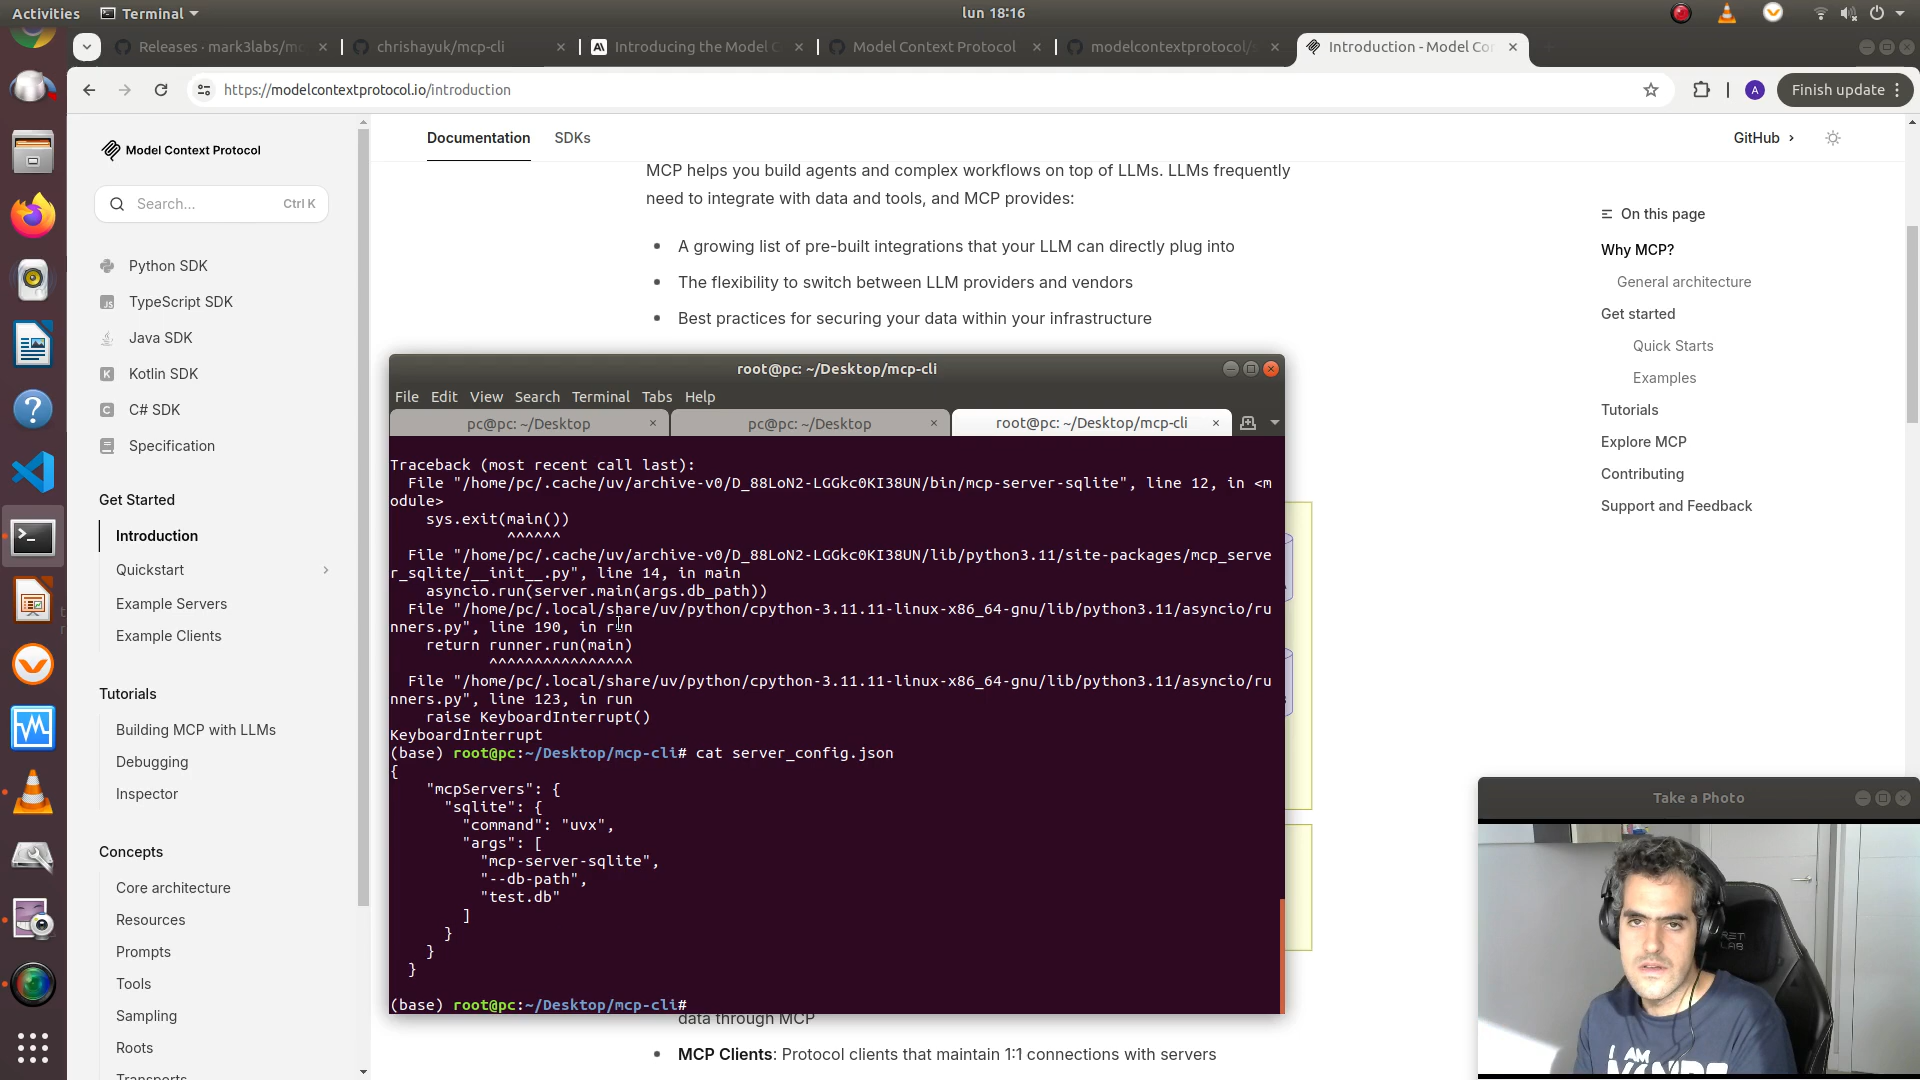 Activities
Terminal
lun 18:16
Releases · mark3labs/mc
chrishayuk/mcp-cli
Introducing the Model C
Model Context Protocol
modelcontextprotocol/s
Introduction - Model Con
https://modelcontextprotocol.io/introduction
A
Finish update
Model Context Protocol
Search...
Ctrl K
Python SDK
TypeScript SDK
Java SDK
Kotlin SDK
C# SDK
Specification
Get Started
Introduction
Quickstart
Example Servers
Example Clients
Tutorials
Building MCP with LLMs
Debugging
Inspector
Concepts
Core architecture
Resources
Prompts
Tools
Sampling
Roots
Transports
Documentation
SDKs
GitHub
MCP helps you build agents and complex workflows on top of LLMs. LLMs frequently
need to integrate with data and tools, and MCP provides:
A growing list of pre-built integrations that your LLM can directly plug into
The flexibility to switch between LLM providers and vendors
Best practices for securing your data within your infrastructure
On this page
Why MCP?
General architecture
Get started
Quick Starts
Examples
Tutorials
Explore MCP
Contributing
Support and Feedback
root@pc: ~/Desktop/mcp-cli
File Edit View Search Terminal Tabs Help
pc@pc: ~/Desktop
pc@pc: ~/Desktop
root@pc: ~/Desktop/mcp-cli
Traceback (most recent call last):
File "/home/pc/.cache/uv/archive-v0/D_88LoN2-LGGkc0KI38UN/bin/mcp-server-sqlite", line 12, in <m
odule>
sys.exit(main())
^^^^^^
File "/home/pc/.cache/uv/archive-v0/D_88LoN2-LGGkc0KI38UN/lib/python3.11/site-packages/mcp_serve
r_sqlite/__init__.py", line 14, in main
asyncio.run(server.main(args.db_path))
File "/home/pc/.local/share/uv/python/cpython-3.11.11-linux-x86_64-gnu/lib/python3.11/asyncio/ru
nners.py", line 190, in run
return runner.run(main)
^^^^^^^^^^^^^^^^
File "/home/pc/.local/share/uv/python/cpython-3.11.11-linux-x86_64-gnu/lib/python3.11/asyncio/ru
nners.py", line 123, in run
raise KeyboardInterrupt()
KeyboardInterrupt
(base) root@pc:~/Desktop/mcp-cli# cat server_config.json
{
"mcpServers": {
"sqlite": {
"command": "uvx",
"args": [
"mcp-server-sqlite",
"--db-path",
"test.db"
]
}
}
}
(base) root@pc:~/Desktop/mcp-cli#
data through MCP
MCP Clients: Protocol clients that maintain 1:1 connections with servers
Take a Photo
I AM